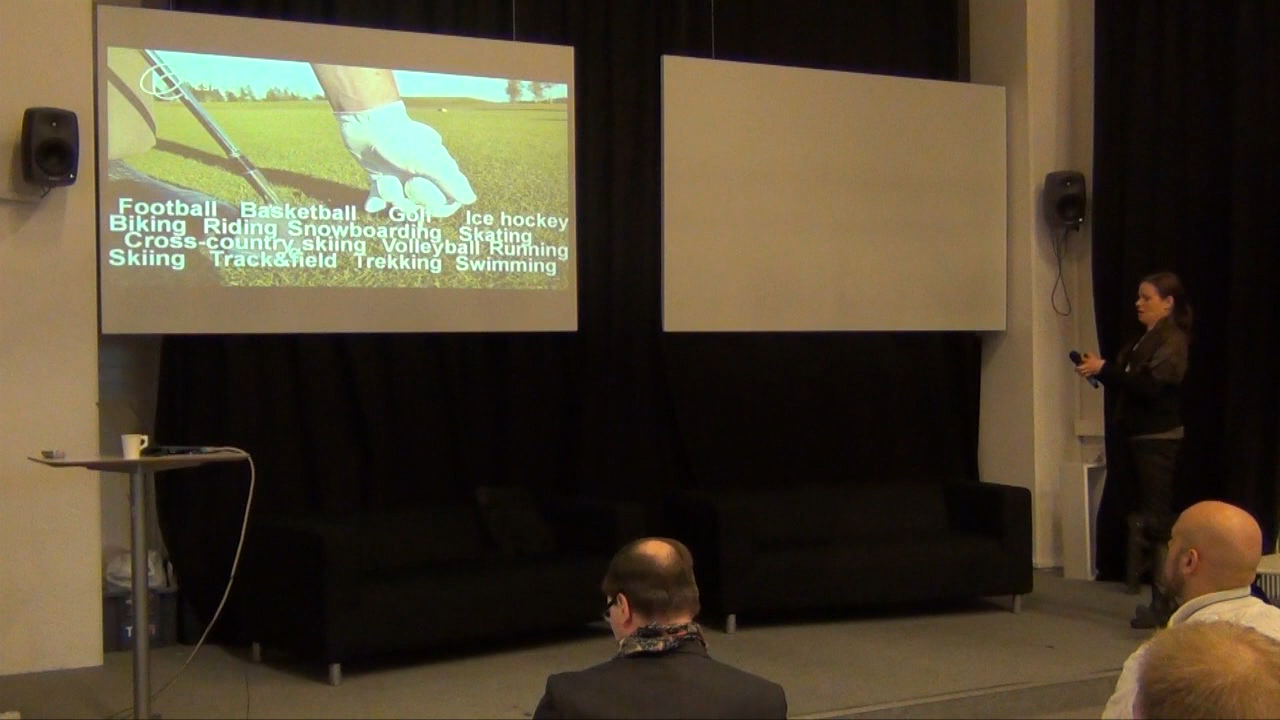 Football Basketball Golf Ice hockey
Biking Riding Snowboarding Skating
Cross-country skiing Volleyball Running
Skiing Track&field Trekking Swimming